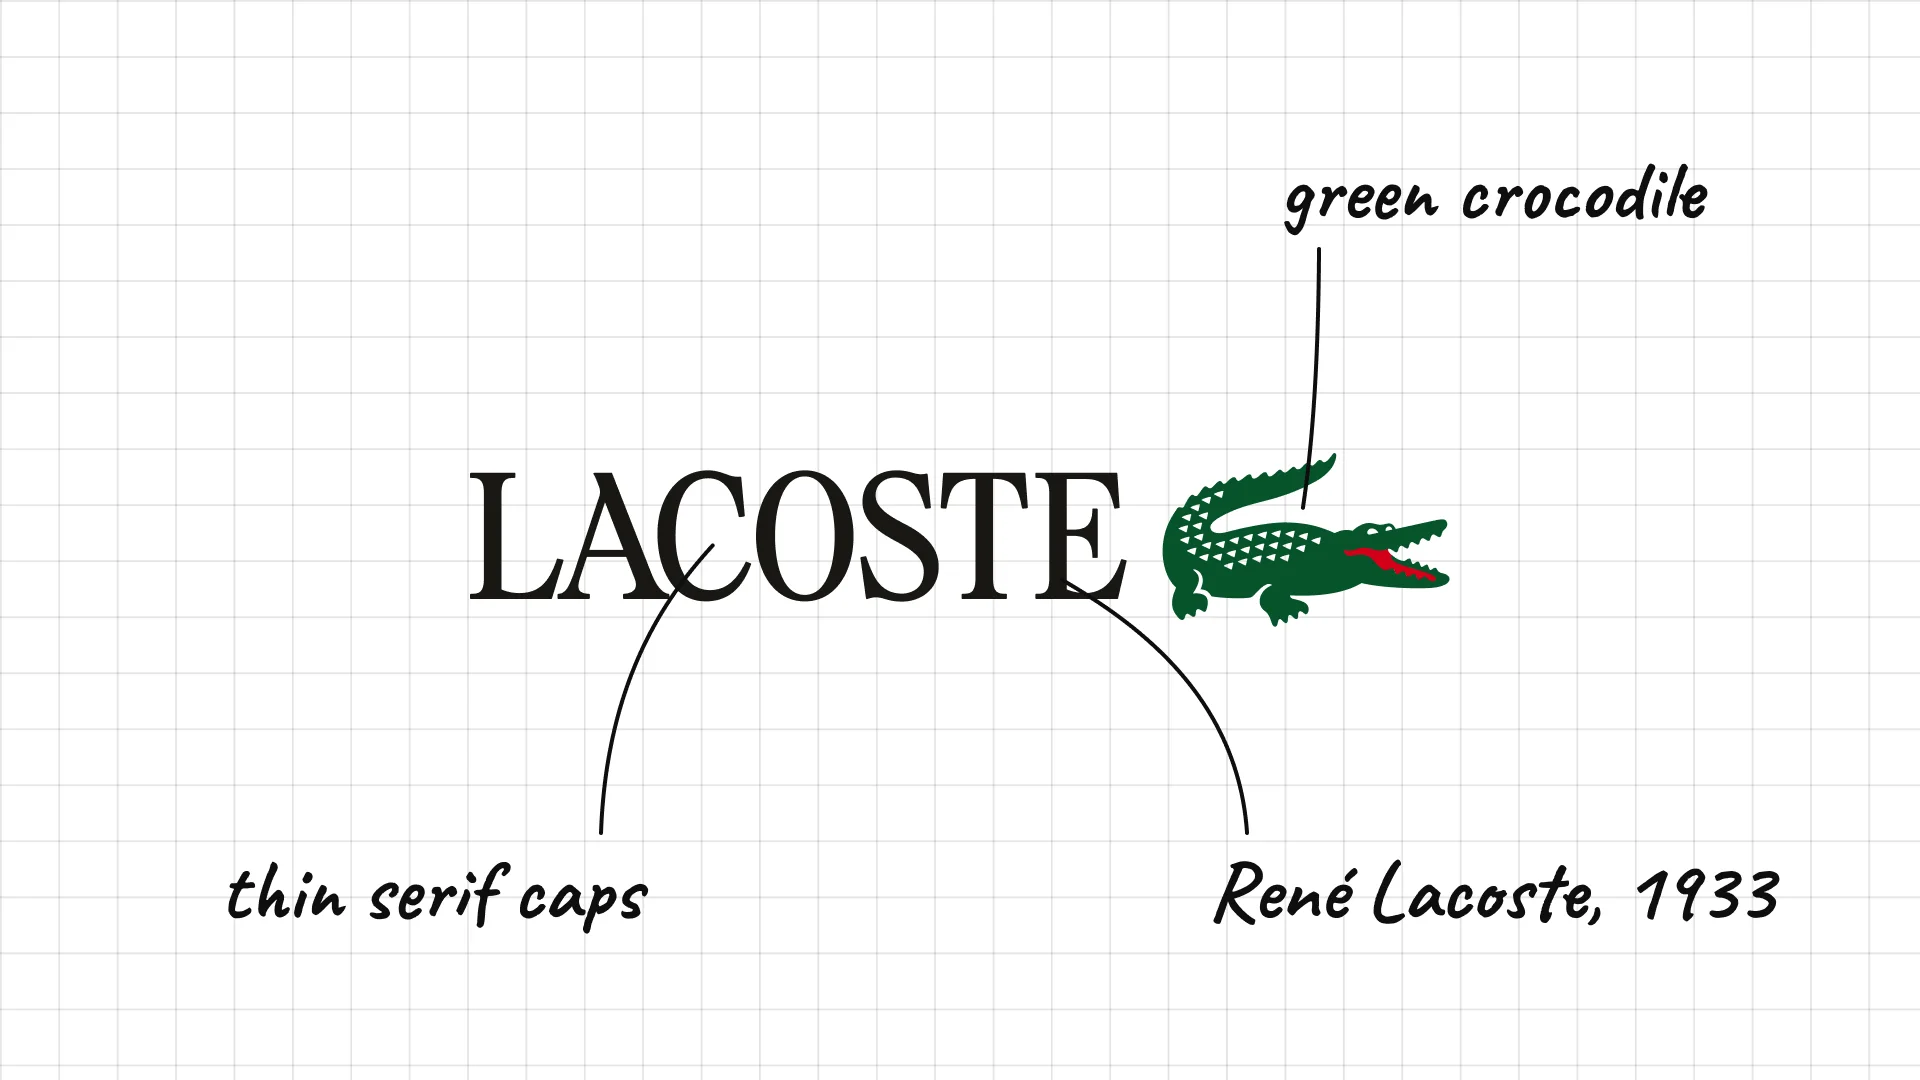 green crocodile
LACOSTE
thin serif caps
René Lacoste, 1933